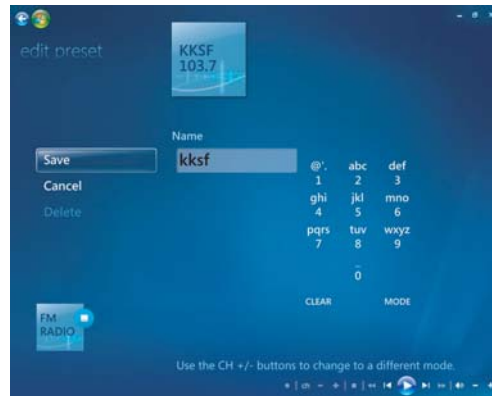 edit preset
KKSF
103.7
Name
kksf
Save
Cancel
Delete
@'. abc def
1 2 3
ghi jkl mno
4 5 6
pqrs tuv wxyz
7 8 9
_
0
CLEAR MODE
FM
RADIO
Use the CH +/- buttons to change to a different mode.
ch - +